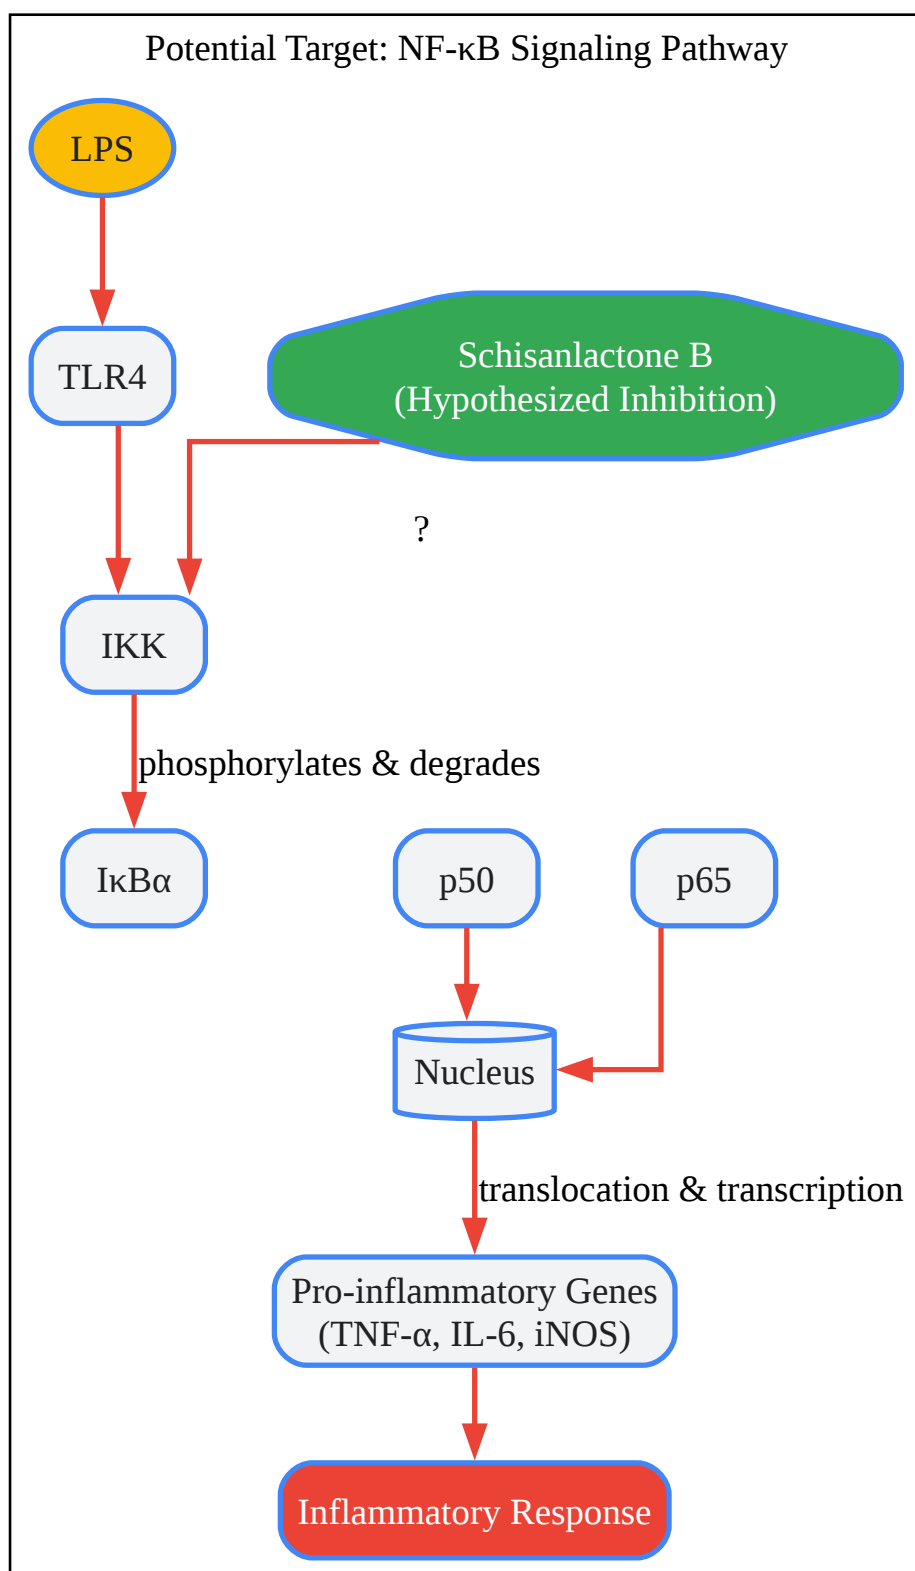 Potential Target: NF-κB Signaling Pathway
LPS
TLR4
Schisanlactone B
(Hypothesized Inhibition)
?
IKK
phosphorylates & degrades
IκBα
p50
p65
Nucleus
translocation & transcription
Pro-inflammatory Genes
(TNF-α, IL-6, iNOS)
Inflammatory Response